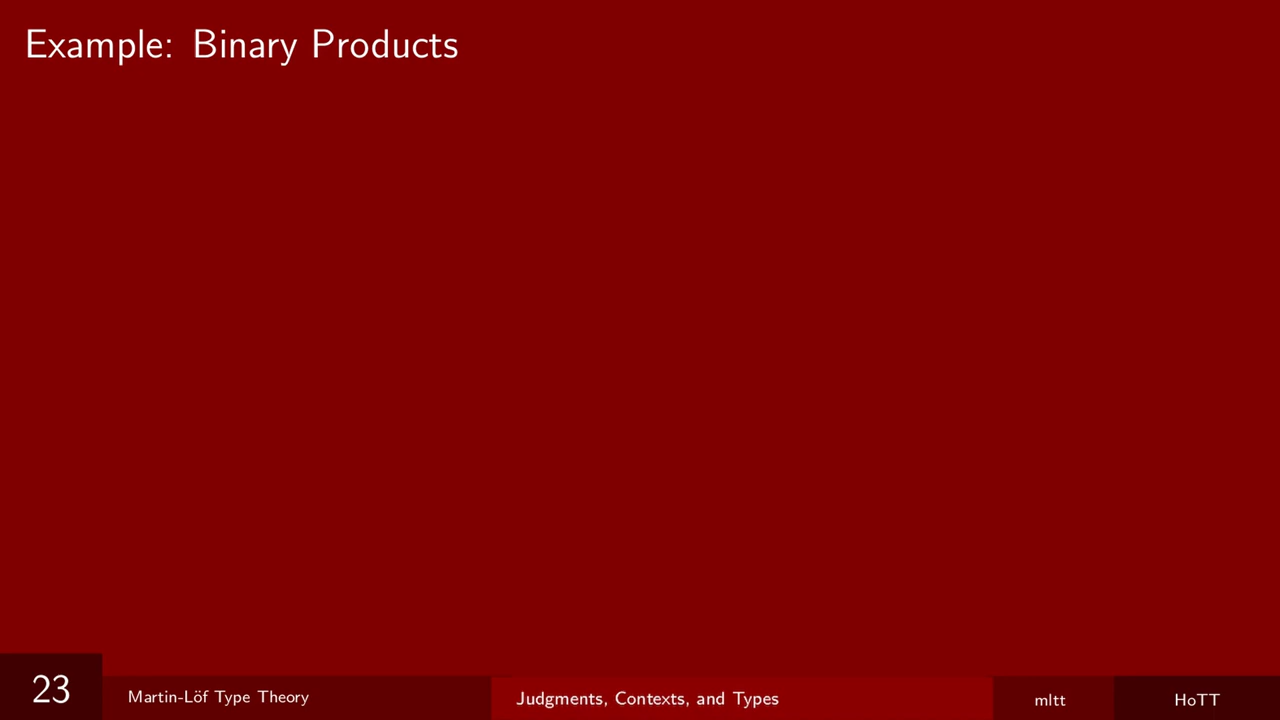 Example: Binary Products
23
Martin-Löf Type Theory
Judgments, Contexts, and Types
mltt
HoTT